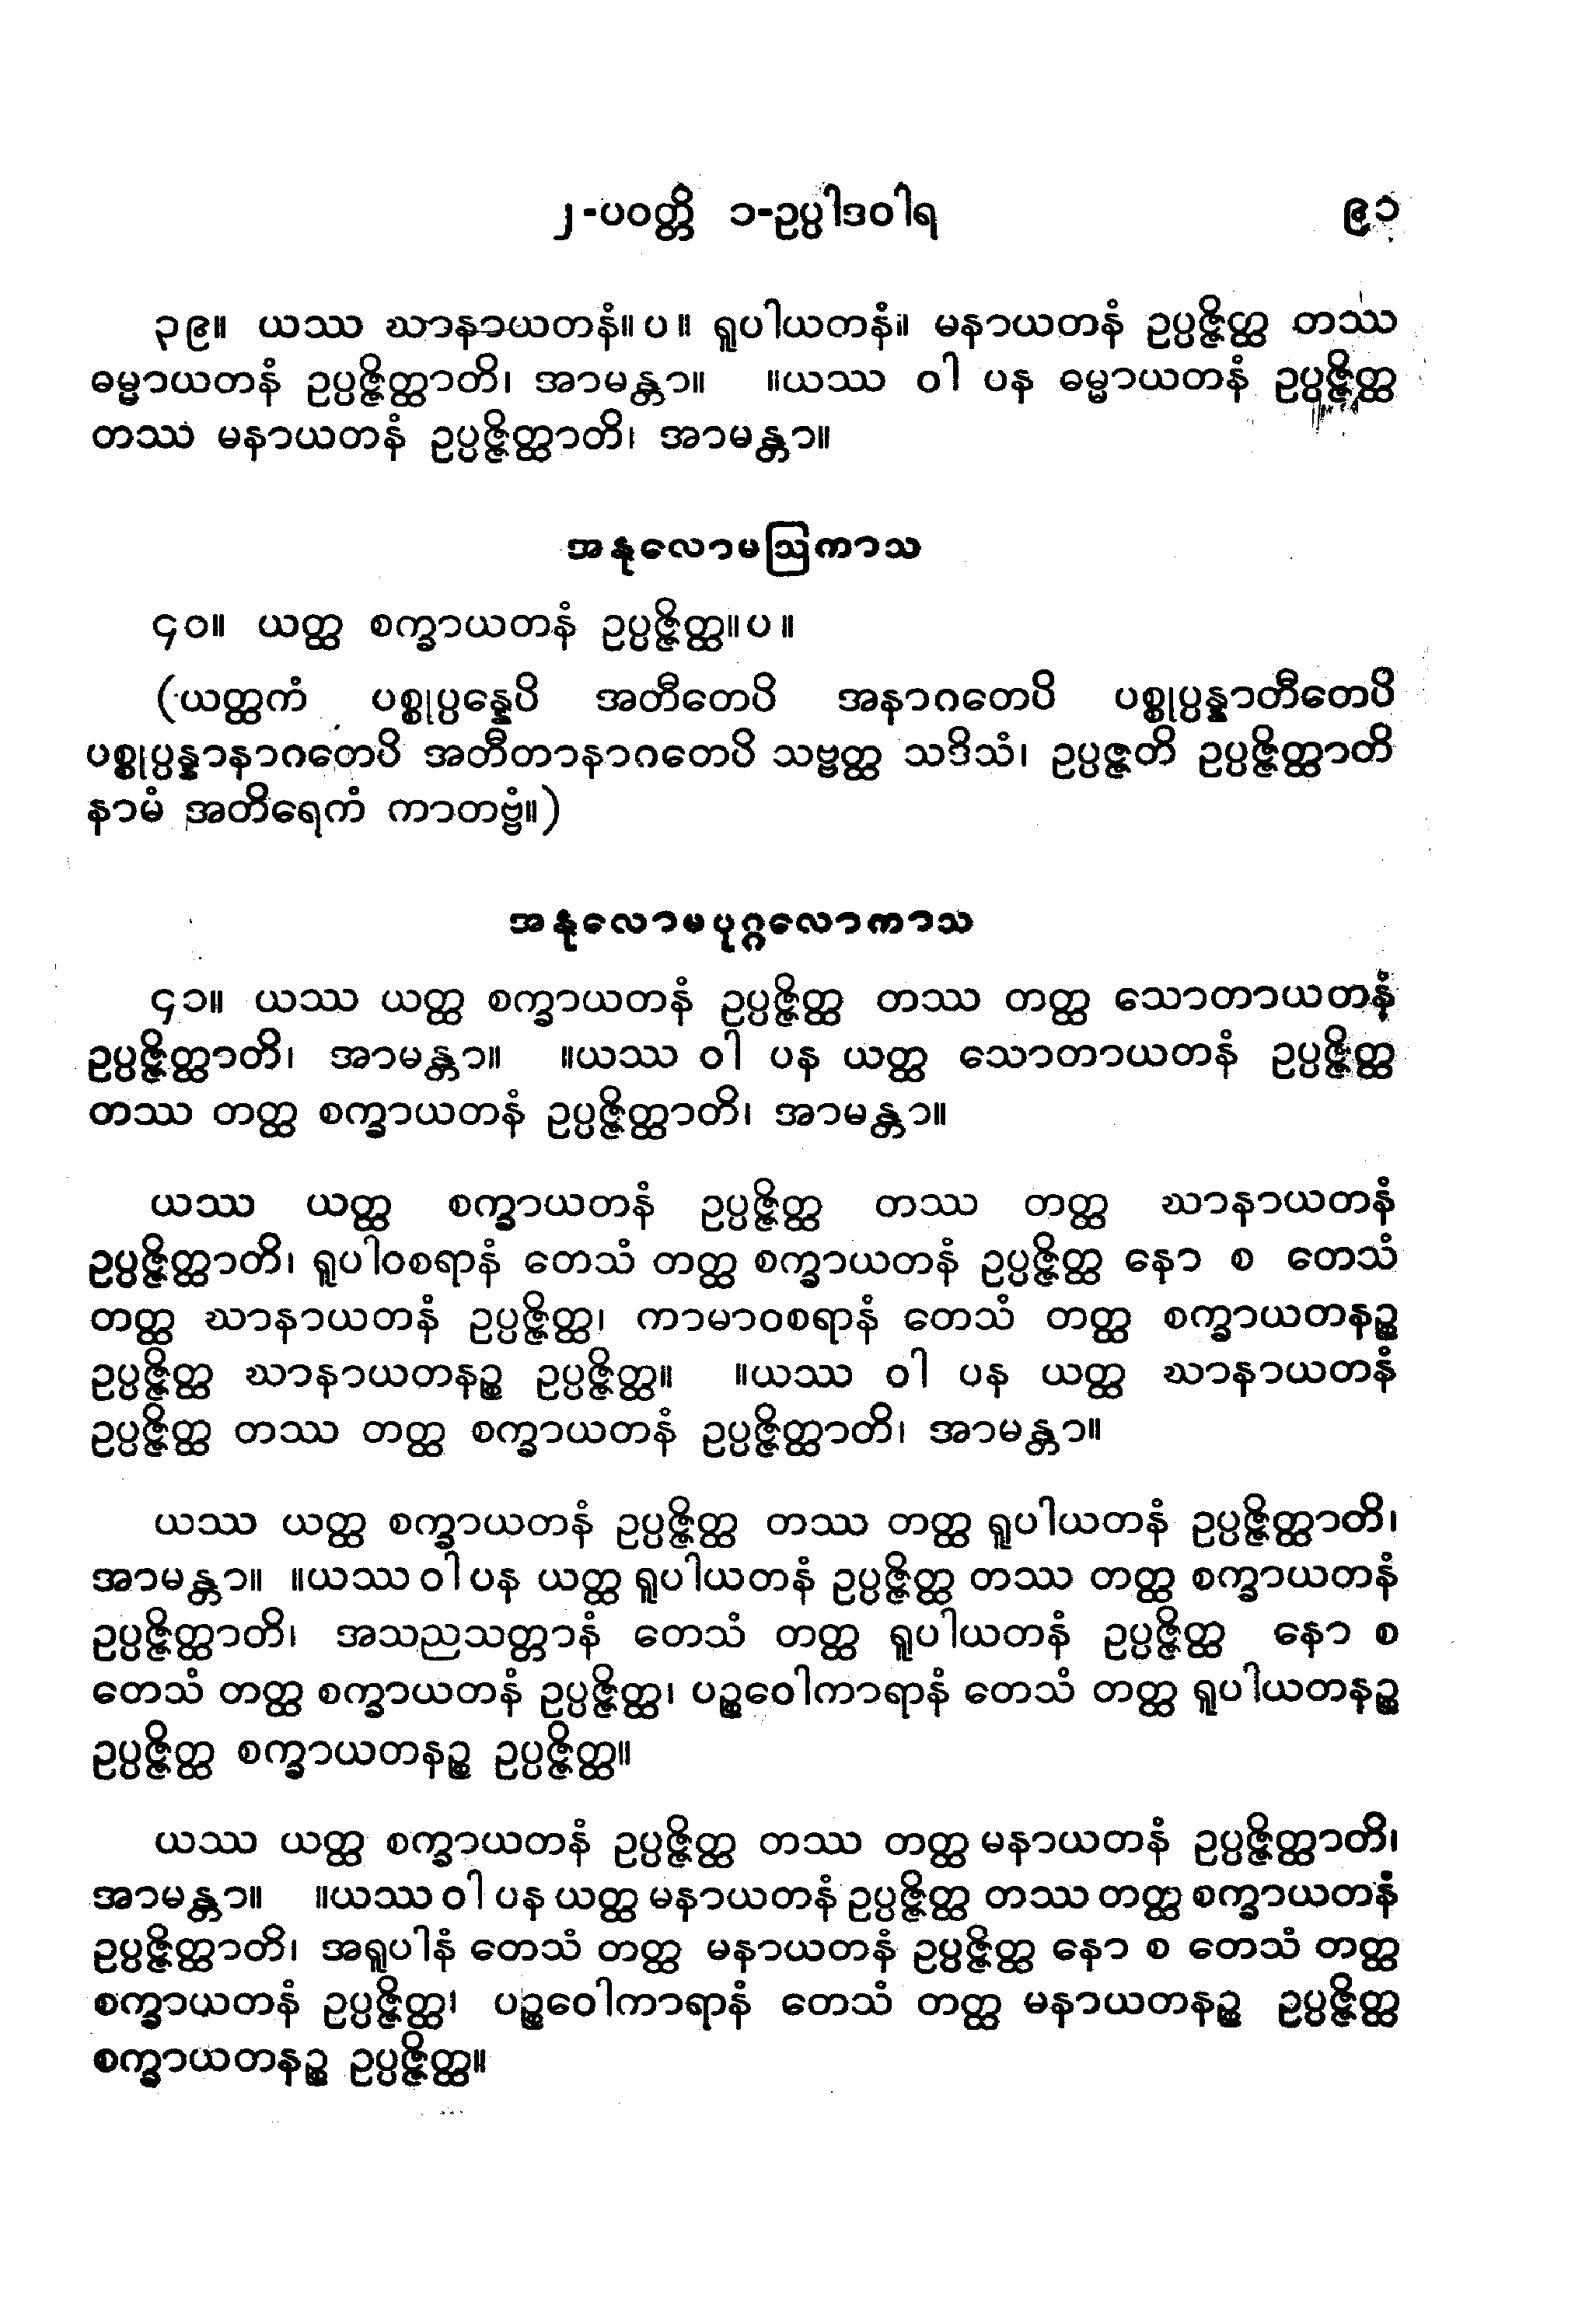 ၂-ပဝတ္တိ ၁-ဥပ္ပါဒဝါရ ၉၁
၃၉။ ယဿ ဃာနာယတနံ။ပ။ ရူပါယတနံ။ မနာယတနံ ဥပ္ပဇ္ဇိတ္ထ တဿ
ဓမ္မာယတနံ ဥပ္ပဇ္ဇိတ္ထာတိ၊ အာမန္တာ။ ။ယဿ ဝါ ပန ဓမ္မာယတနံ ဥပ္ပဇ္ဇိတ္ထ
တဿ မနာယတနံ ဥပ္ပဇ္ဇိတ္ထာတိ၊ အာမန္တာ။
အနုလောမဩကာသ
၄၀။ ယတ္ထ စက္ခာယတနံ ဥပ္ပဇ္ဇိတ္ထ။ပ။
(ယတ္ထကံ ပစ္စုပ္ပန္နေပိ အတီတေပိ အနာဂတေပိ ပစ္စုပ္ပန္နာတီတေပိ
ပစ္စုပ္ပန္နာနာဂတေပိ အတီတာနာဂတေပိ သဗ္ဗတ္ထ သဒိသံ၊ ဥပ္ပဇ္ဇတိ ဥပ္ပဇ္ဇိတ္ထာတိ
နာမံ အတိရေကံ ကာတဗ္ဗံ။)
အနုလောမပုဂ္ဂလောကာသ
၄၁။ ယဿ ယတ္ထ စက္ခာယတနံ ဥပ္ပဇ္ဇိတ္ထ တဿ တတ္ထ သောတာယတနံ
ဥပ္ပဇ္ဇိတ္ထာတိ၊ အာမန္တာ။ ။ယဿ ဝါ ပန ယတ္ထ သောတာယတနံ ဥပ္ပဇ္ဇိတ္ထ
တဿ တတ္ထ စက္ခာယတနံ ဥပ္ပဇ္ဇိတ္ထာတိ၊ အာမန္တာ။
ယဿ ယတ္ထ စက္ခာယတနံ ဥပ္ပဇ္ဇိတ္ထ တဿ တတ္ထ ဃာနာယတနံ
ဥပ္ပဇ္ဇိတ္ထာတိ၊ ရူပါဝစရာနံ တေသံ တတ္ထ စက္ခာယတနံ ဥပ္ပဇ္ဇိတ္ထ နော စ တေသံ
တတ္ထ ဃာနာယတနံ ဥပ္ပဇ္ဇိတ္ထ၊ ကာမာဝစရာနံ တေသံ တတ္ထ စက္ခာယတနဉ္စ
ဥပ္ပဇ္ဇိတ္ထ ဃာနာယတနဉ္စ ဥပ္ပဇ္ဇိတ္ထ။ ။ယဿ ဝါ ပန ယတ္ထ ဃာနာယတနံ
ဥပ္ပဇ္ဇိတ္ထ တဿ တတ္ထ စက္ခာယတနံ ဥပ္ပဇ္ဇိတ္ထာတိ၊ အာမန္တာ။
ယဿ ယတ္ထ စက္ခာယတနံ ဥပ္ပဇ္ဇိတ္ထ တဿ တတ္ထ ရူပါယတနံ ဥပ္ပဇ္ဇိတ္ထာတိ၊
အာမန္တာ။ ။ယဿ ဝါ ပန ယတ္ထ ရူပါယတနံ ဥပ္ပဇ္ဇိတ္ထ တဿ တတ္ထ စက္ခာယတနံ
ဥပ္ပဇ္ဇိတ္ထာတိ၊ အသညသတ္တာနံ တေသံ တတ္ထ ရူပါယတနံ ဥပ္ပဇ္ဇိတ္ထ နော စ
တေသံ တတ္ထ စက္ခာယတနံ ဥပ္ပဇ္ဇိတ္ထ၊ ပဉ္စဝေါကာရာနံ တေသံ တတ္ထ ရူပါယတနဉ္စ
ဥပ္ပဇ္ဇိတ္ထ စက္ခာယတနဉ္စ ဥပ္ပဇ္ဇိတ္ထ။
ယဿ ယတ္ထ စက္ခာယတနံ ဥပ္ပဇ္ဇိတ္ထ တဿ တတ္ထ မနာယတနံ ဥပ္ပဇ္ဇိတ္ထာတိ၊
အာမန္တာ။ ။ယဿ ဝါ ပန ယတ္ထ မနာယတနံ ဥပ္ပဇ္ဇိတ္ထ တဿ တတ္ထ စက္ခာယတနံ
ဥပ္ပဇ္ဇိတ္ထာတိ၊ အရူပါနံ တေသံ တတ္ထ မနာယတနံ ဥပ္ပဇ္ဇိတ္ထ နော စ တေသံ တတ္ထ
စက္ခာယတနံ ဥပ္ပဇ္ဇိတ္ထ၊ ပဉ္စဝေါကာရာနံ တေသံ တတ္ထ မနာယတနဉ္စ ဥပ္ပဇ္ဇိတ္ထ
စက္ခာယတနဉ္စ ဥပ္ပဇ္ဇိတ္ထ။